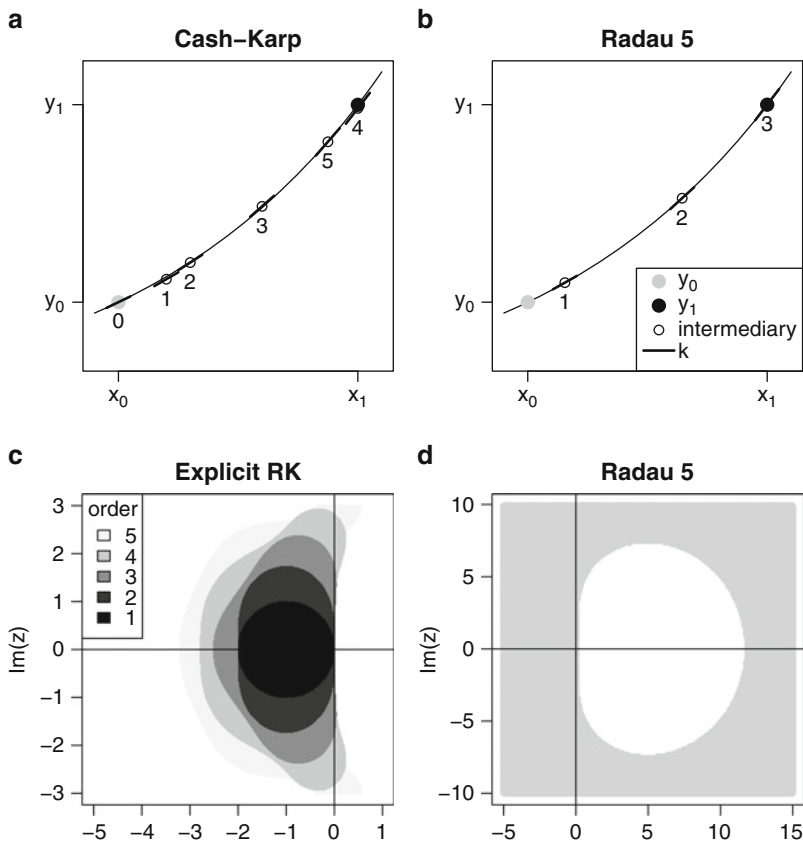 a
Cash–Karp
y1
y0
0
1
2
3
5
4
x0
x1
b
Radau 5
y1
y0
1
2
3
y0
y1
intermediary
k
x0
x1
c
Explicit RK
order
5
4
3
2
1
Im(z)
3
2
1
0
−1
−2
−3
−5 −4 −3 −2 −1 0 1
d
Radau 5
Im(z)
10
5
0
−5
−10
−5 0 5 10 15